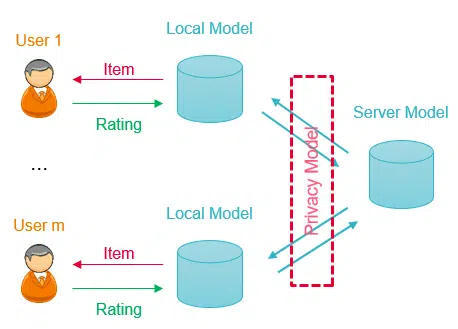 Local Model
User 1
Item
Rating
Privacy Model
Server Model
...
Local Model
User m
Item
Rating